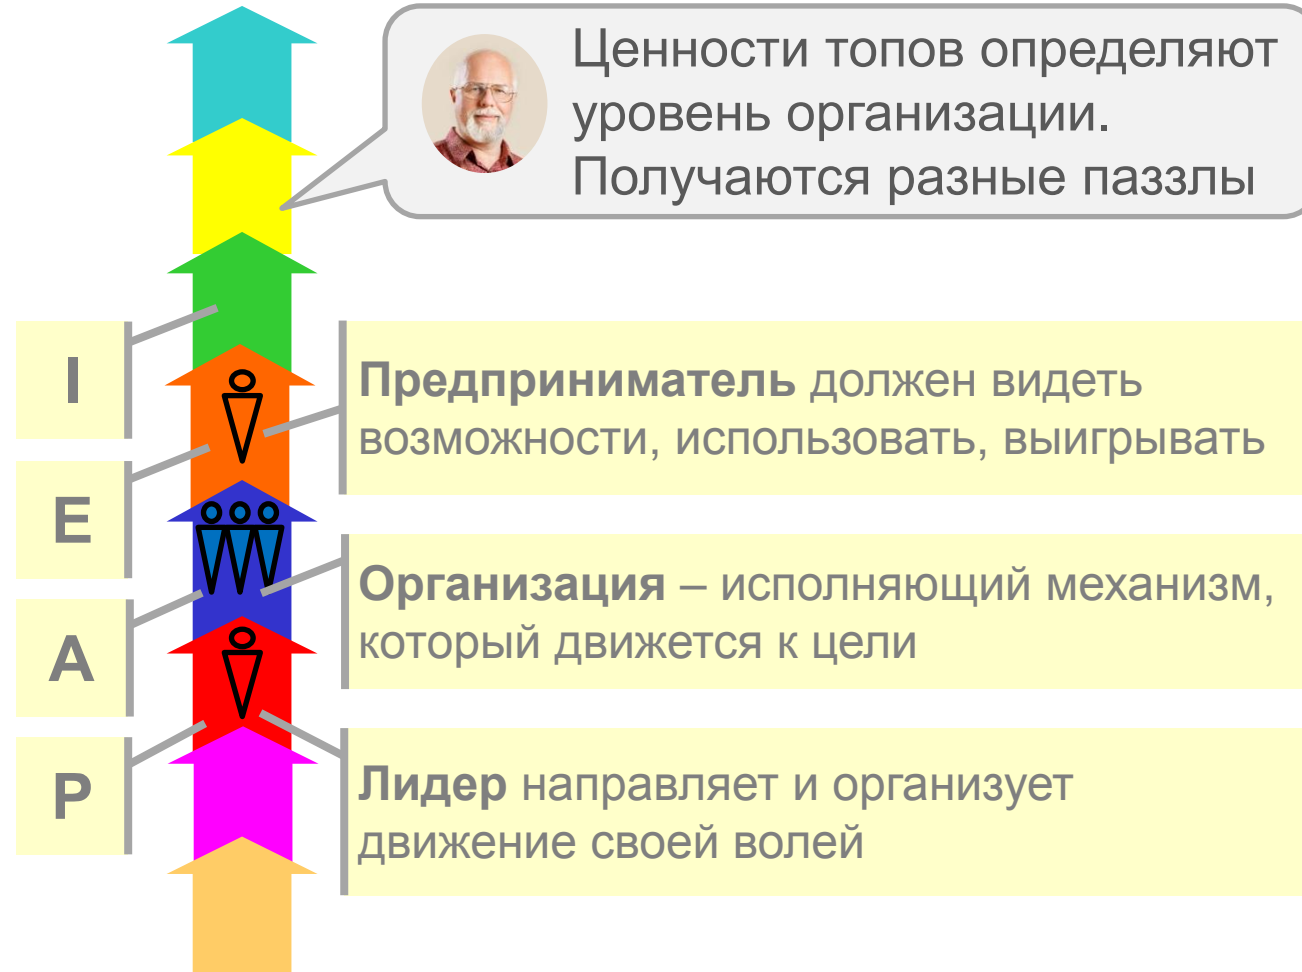 Ценности топов определяют
уровень организации.
Получаются разные паззлы
I
Предприниматель должен видеть
возможности, использовать, выигрывать
E
Организация – исполняющий механизм,
который движется к цели
A
P
Лидер направляет и организует
движение своей волей